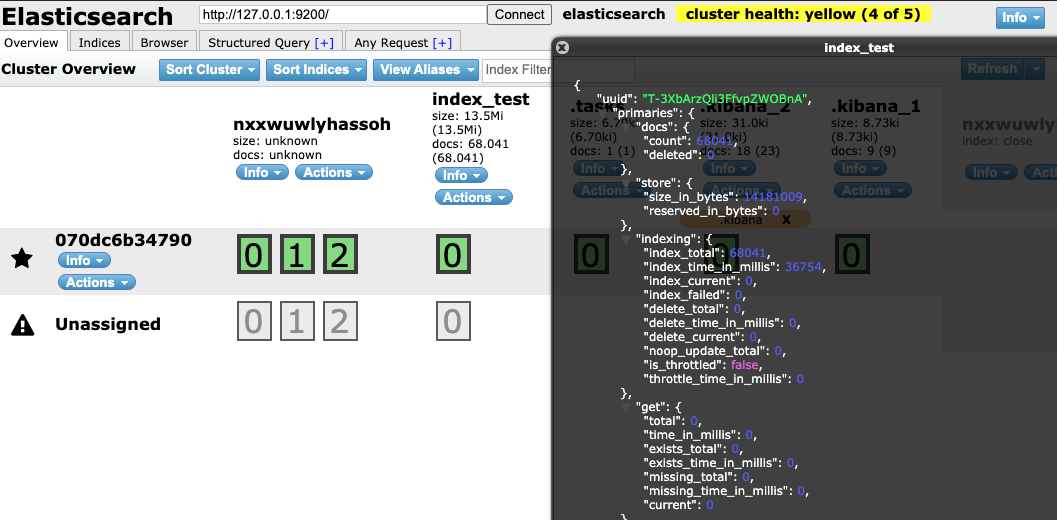 Elasticsearch
http://127.0.0.1:9200/
Connect
elasticsearch
cluster health: yellow (4 of 5)
Info
Overview
Indices
Browser
Structured Query [+]
Any Request [+]
Cluster Overview
Sort Cluster
Sort Indices
View Aliases
Index Filter
Refresh
nxxwuwlyhassoh
size: unknown
docs: unknown
Info
Actions
index_test
size: 13.5Mi
(13.5Mi)
docs: 68.041
(68.041)
Info
Actions
.tasks
size: 6.70ki
(6.70ki)
docs: 1 (1)
Info
Actions
.kibana_2
size: 31.0ki
(31.0ki)
docs: 18 (23)
Info
Actions
.kibana X
.kibana_1
size: 8.73ki
(8.73ki)
docs: 9 (9)
Info
Actions
nxxwuwly
index: close
Info
070dc6b34790
Info
Actions
0 1 2
0
0
0
0
Unassigned
0 1 2
0
index_test
{
"uuid": "T-3XbArzQli3FfvpZWOBnA",
"primaries": {
"docs": {
"count": 68041,
"deleted": 0
},
"store": {
"size_in_bytes": 14181009,
"reserved_in_bytes": 0
},
"indexing": {
"index_total": 68041,
"index_time_in_millis": 36754,
"index_current": 0,
"index_failed": 0,
"delete_total": 0,
"delete_time_in_millis": 0,
"delete_current": 0,
"noop_update_total": 0,
"is_throttled": false,
"throttle_time_in_millis": 0
},
"get": {
"total": 0,
"time_in_millis": 0,
"exists_total": 0,
"exists_time_in_millis": 0,
"missing_total": 0,
"missing_time_in_millis": 0,
"current": 0